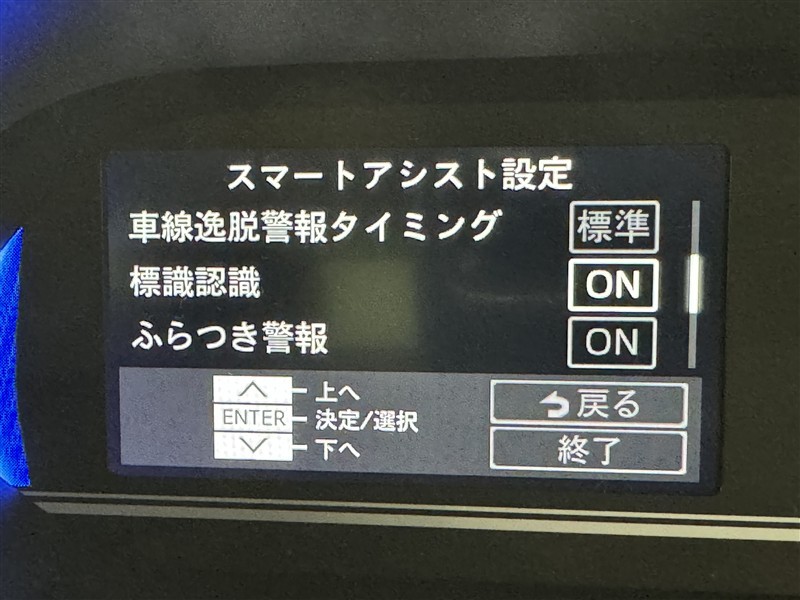 スマートアシスト設定
車線逸脱警報タイミング 標準
標識認識 ON
ふらつき警報 ON
上へ
ENTER 決定/選択
下へ
戻る
終了